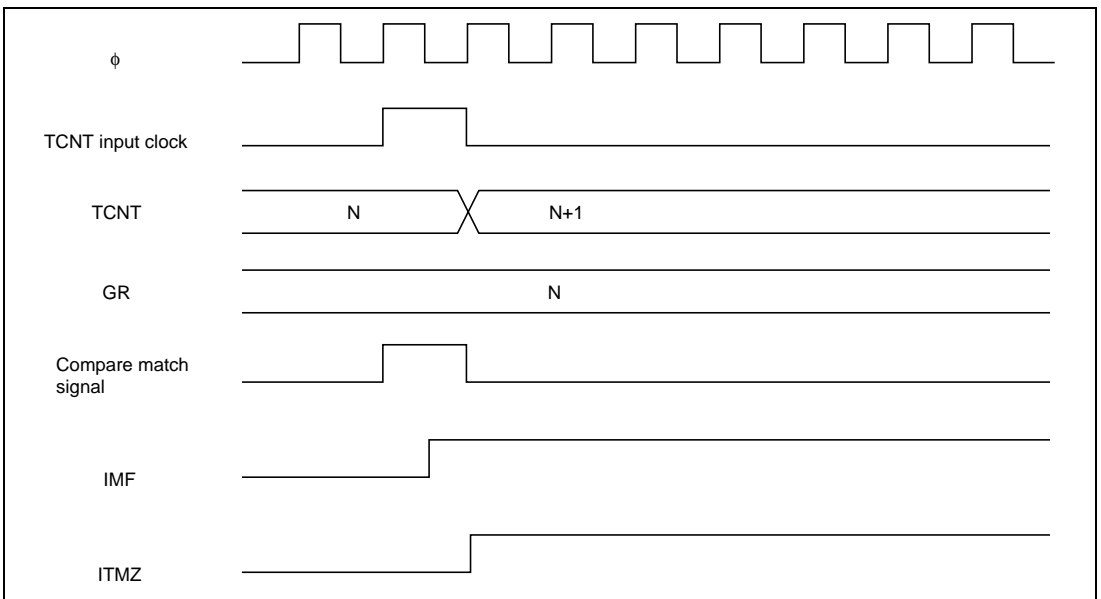 ϕ
TCNT input clock
TCNT
N
N+1
GR
N
Compare match
signal
IMF
ITMZ